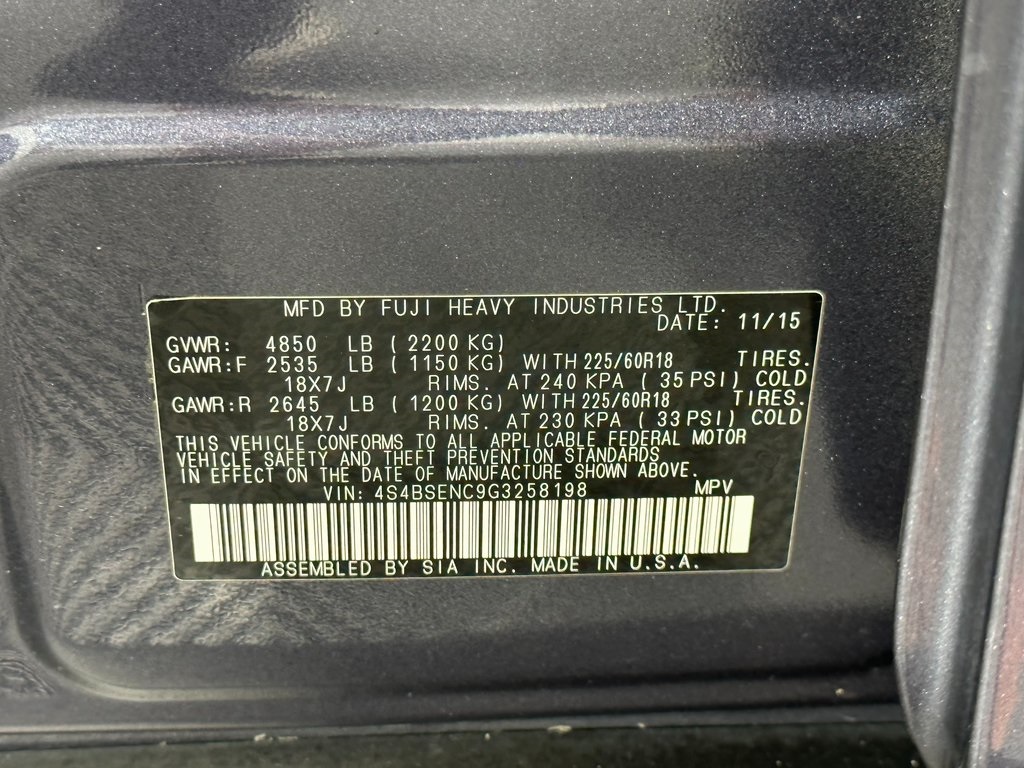 MFD BY FUJI HEAVY INDUSTRIES LTD.
DATE: 11/15
GVWR: 4850 LB ( 2200 KG)
GAWR:F 2535 LB ( 1150 KG) WITH 225/60R18 TIRES.
18X7J RIMS. AT 240 KPA ( 35 PSI) COLD
GAWR:R 2645 LB ( 1200 KG) WITH 225/60R18 TIRES.
18X7J RIMS. AT 230 KPA ( 33 PSI) COLD
THIS VEHICLE CONFORMS TO ALL APPLICABLE FEDERAL MOTOR
VEHICLE SAFETY AND THEFT PREVENTION STANDARDS
IN EFFECT ON THE DATE OF MANUFACTURE SHOWN ABOVE.
VIN: 4S4BSENC9G3258198 MPV
ASSEMBLED BY SIA INC. MADE IN U.S.A.